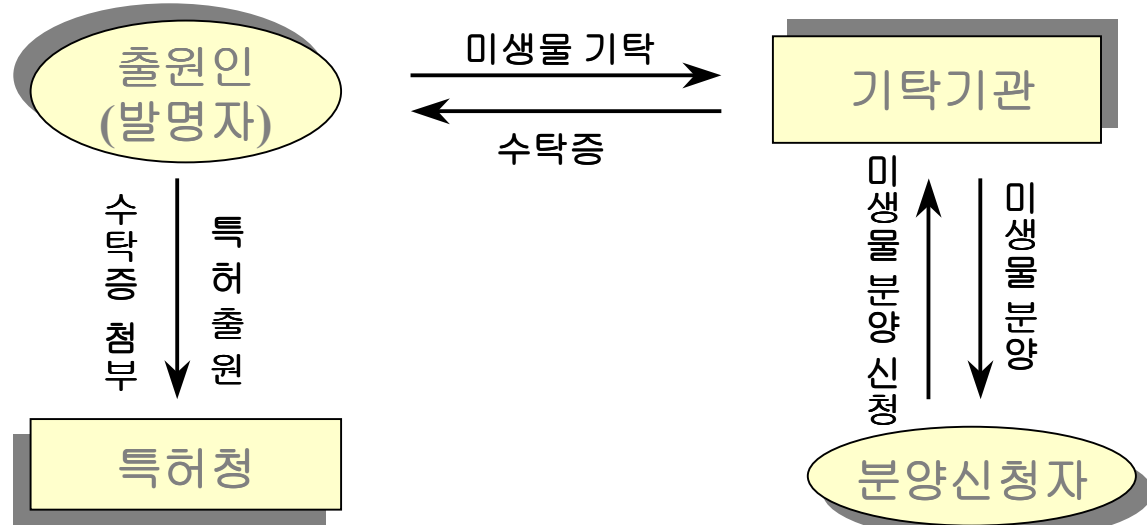 출원인
(발명자)
미생물 기탁
수탁증
기탁기관
수탁증 첨부
특허출원
미생물 분양 신청
미생물 분양
특허청
분양신청자